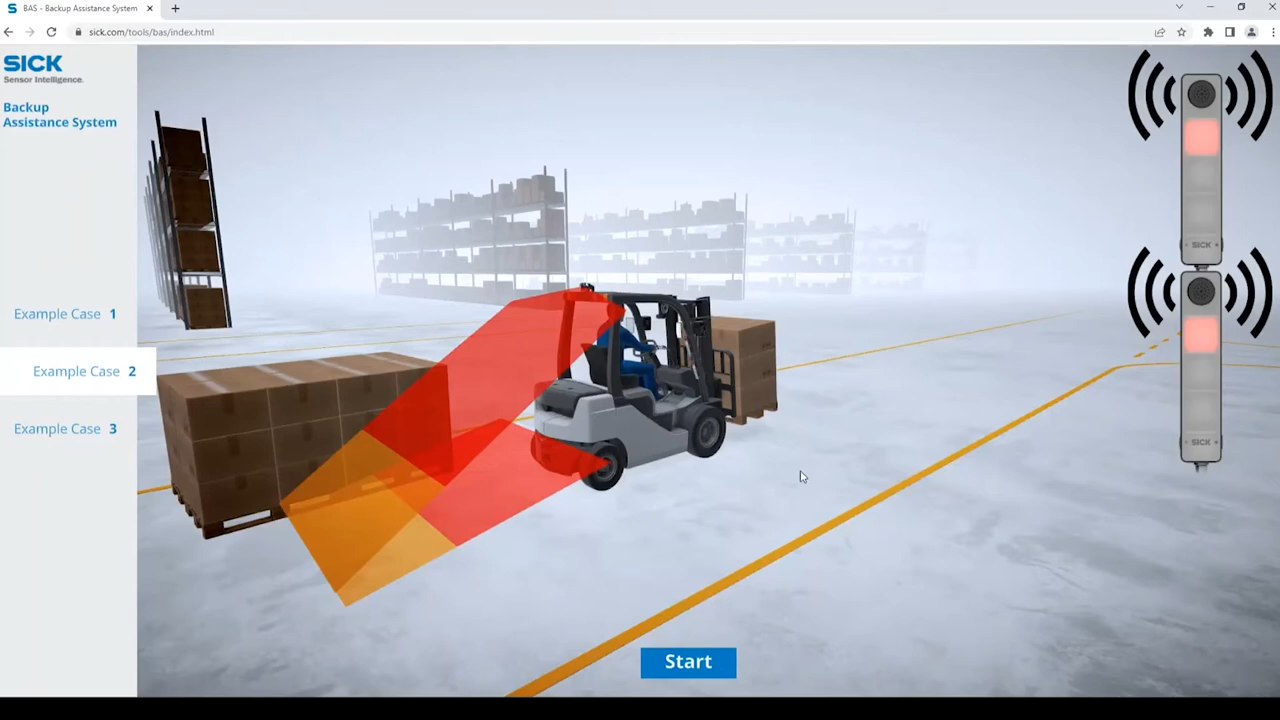 BAS - Backup Assistance System
sick.com/tools/bas/index.html
SICK
Sensor Intelligence.
Backup
Assistance System
Example Case 1
Example Case 2
Example Case 3
SICK
SICK
Start